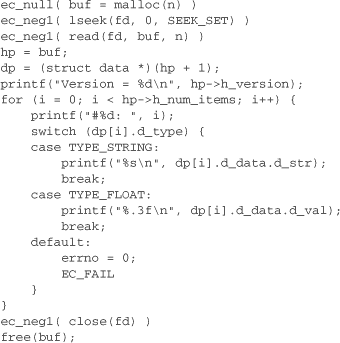 ec_null( buf = malloc(n) )
ec_neg1( lseek(fd, 0, SEEK_SET) )
ec_neg1( read(fd, buf, n) )
hp = buf;
dp = (struct data *)(hp + 1);
printf("Version = %d\n", hp->h_version);
for (i = 0; i < hp->h_num_items; i++) {
    printf("#%d: ", i);
    switch (dp[i].d_type) {
    case TYPE_STRING:
        printf("%s\n", dp[i].d_data.d_str);
        break;
    case TYPE_FLOAT:
        printf("%.3f\n", dp[i].d_data.d_val);
        break;
    default:
        errno = 0;
        EC_FAIL
    }
}
ec_neg1( close(fd) )
free(buf);